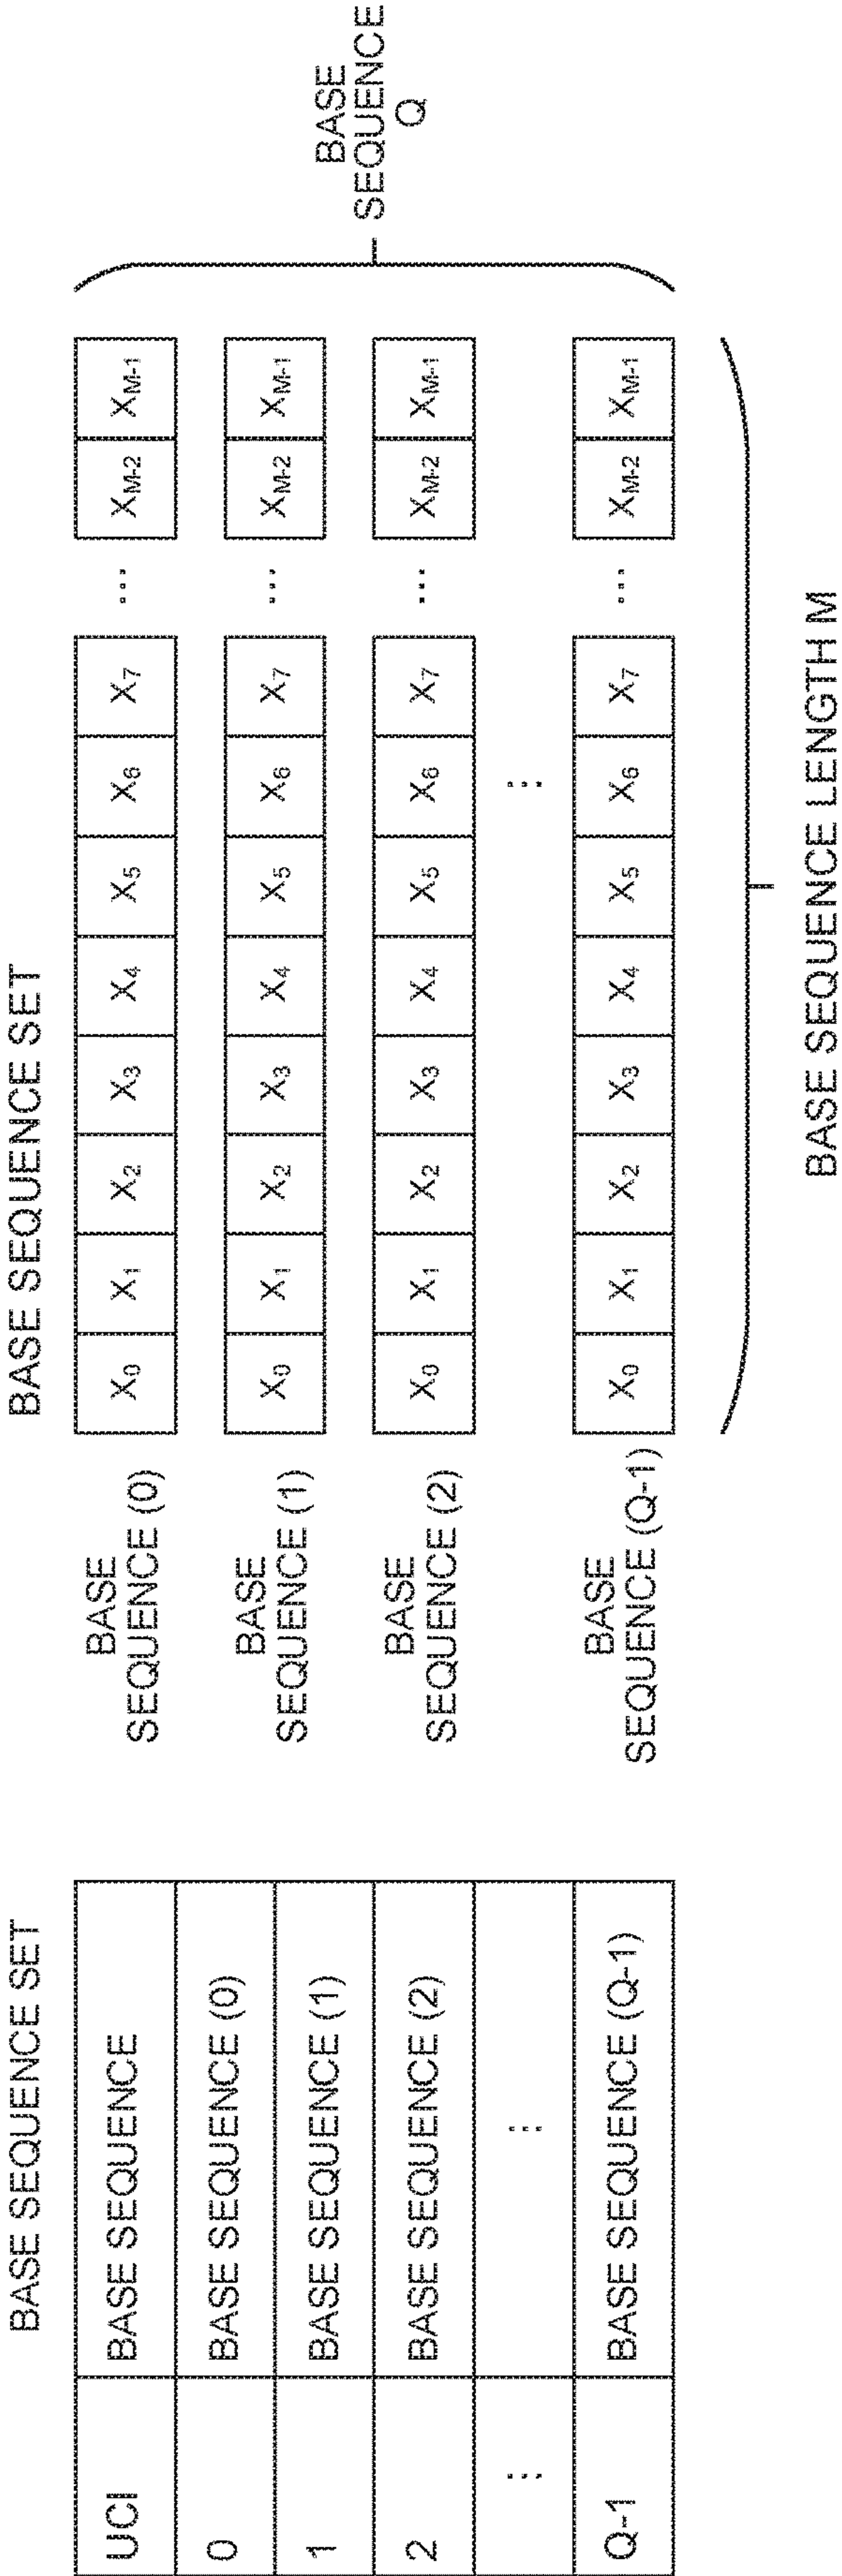 BASE SEQUENCE SET
UCI BASE SEQUENCE
0 BASE SEQUENCE (0)
1 BASE SEQUENCE (1)
2 BASE SEQUENCE (2)
⋮ ⋮
Q-1 BASE SEQUENCE (Q-1)
BASE SEQUENCE SET
BASE
SEQUENCE (0)
X0 X1 X2 X3 X4 X5 X6 X7 ... XM-2 XM-1
BASE
SEQUENCE (1)
X0 X1 X2 X3 X4 X5 X6 X7 ... XM-2 XM-1
BASE
SEQUENCE (2)
X0 X1 X2 X3 X4 X5 X6 X7 ... XM-2 XM-1
⋮
BASE
SEQUENCE (Q-1)
X0 X1 X2 X3 X4 X5 X6 X7 ... XM-2 XM-1
BASE
SEQUENCE
Q
BASE SEQUENCE LENGTH M